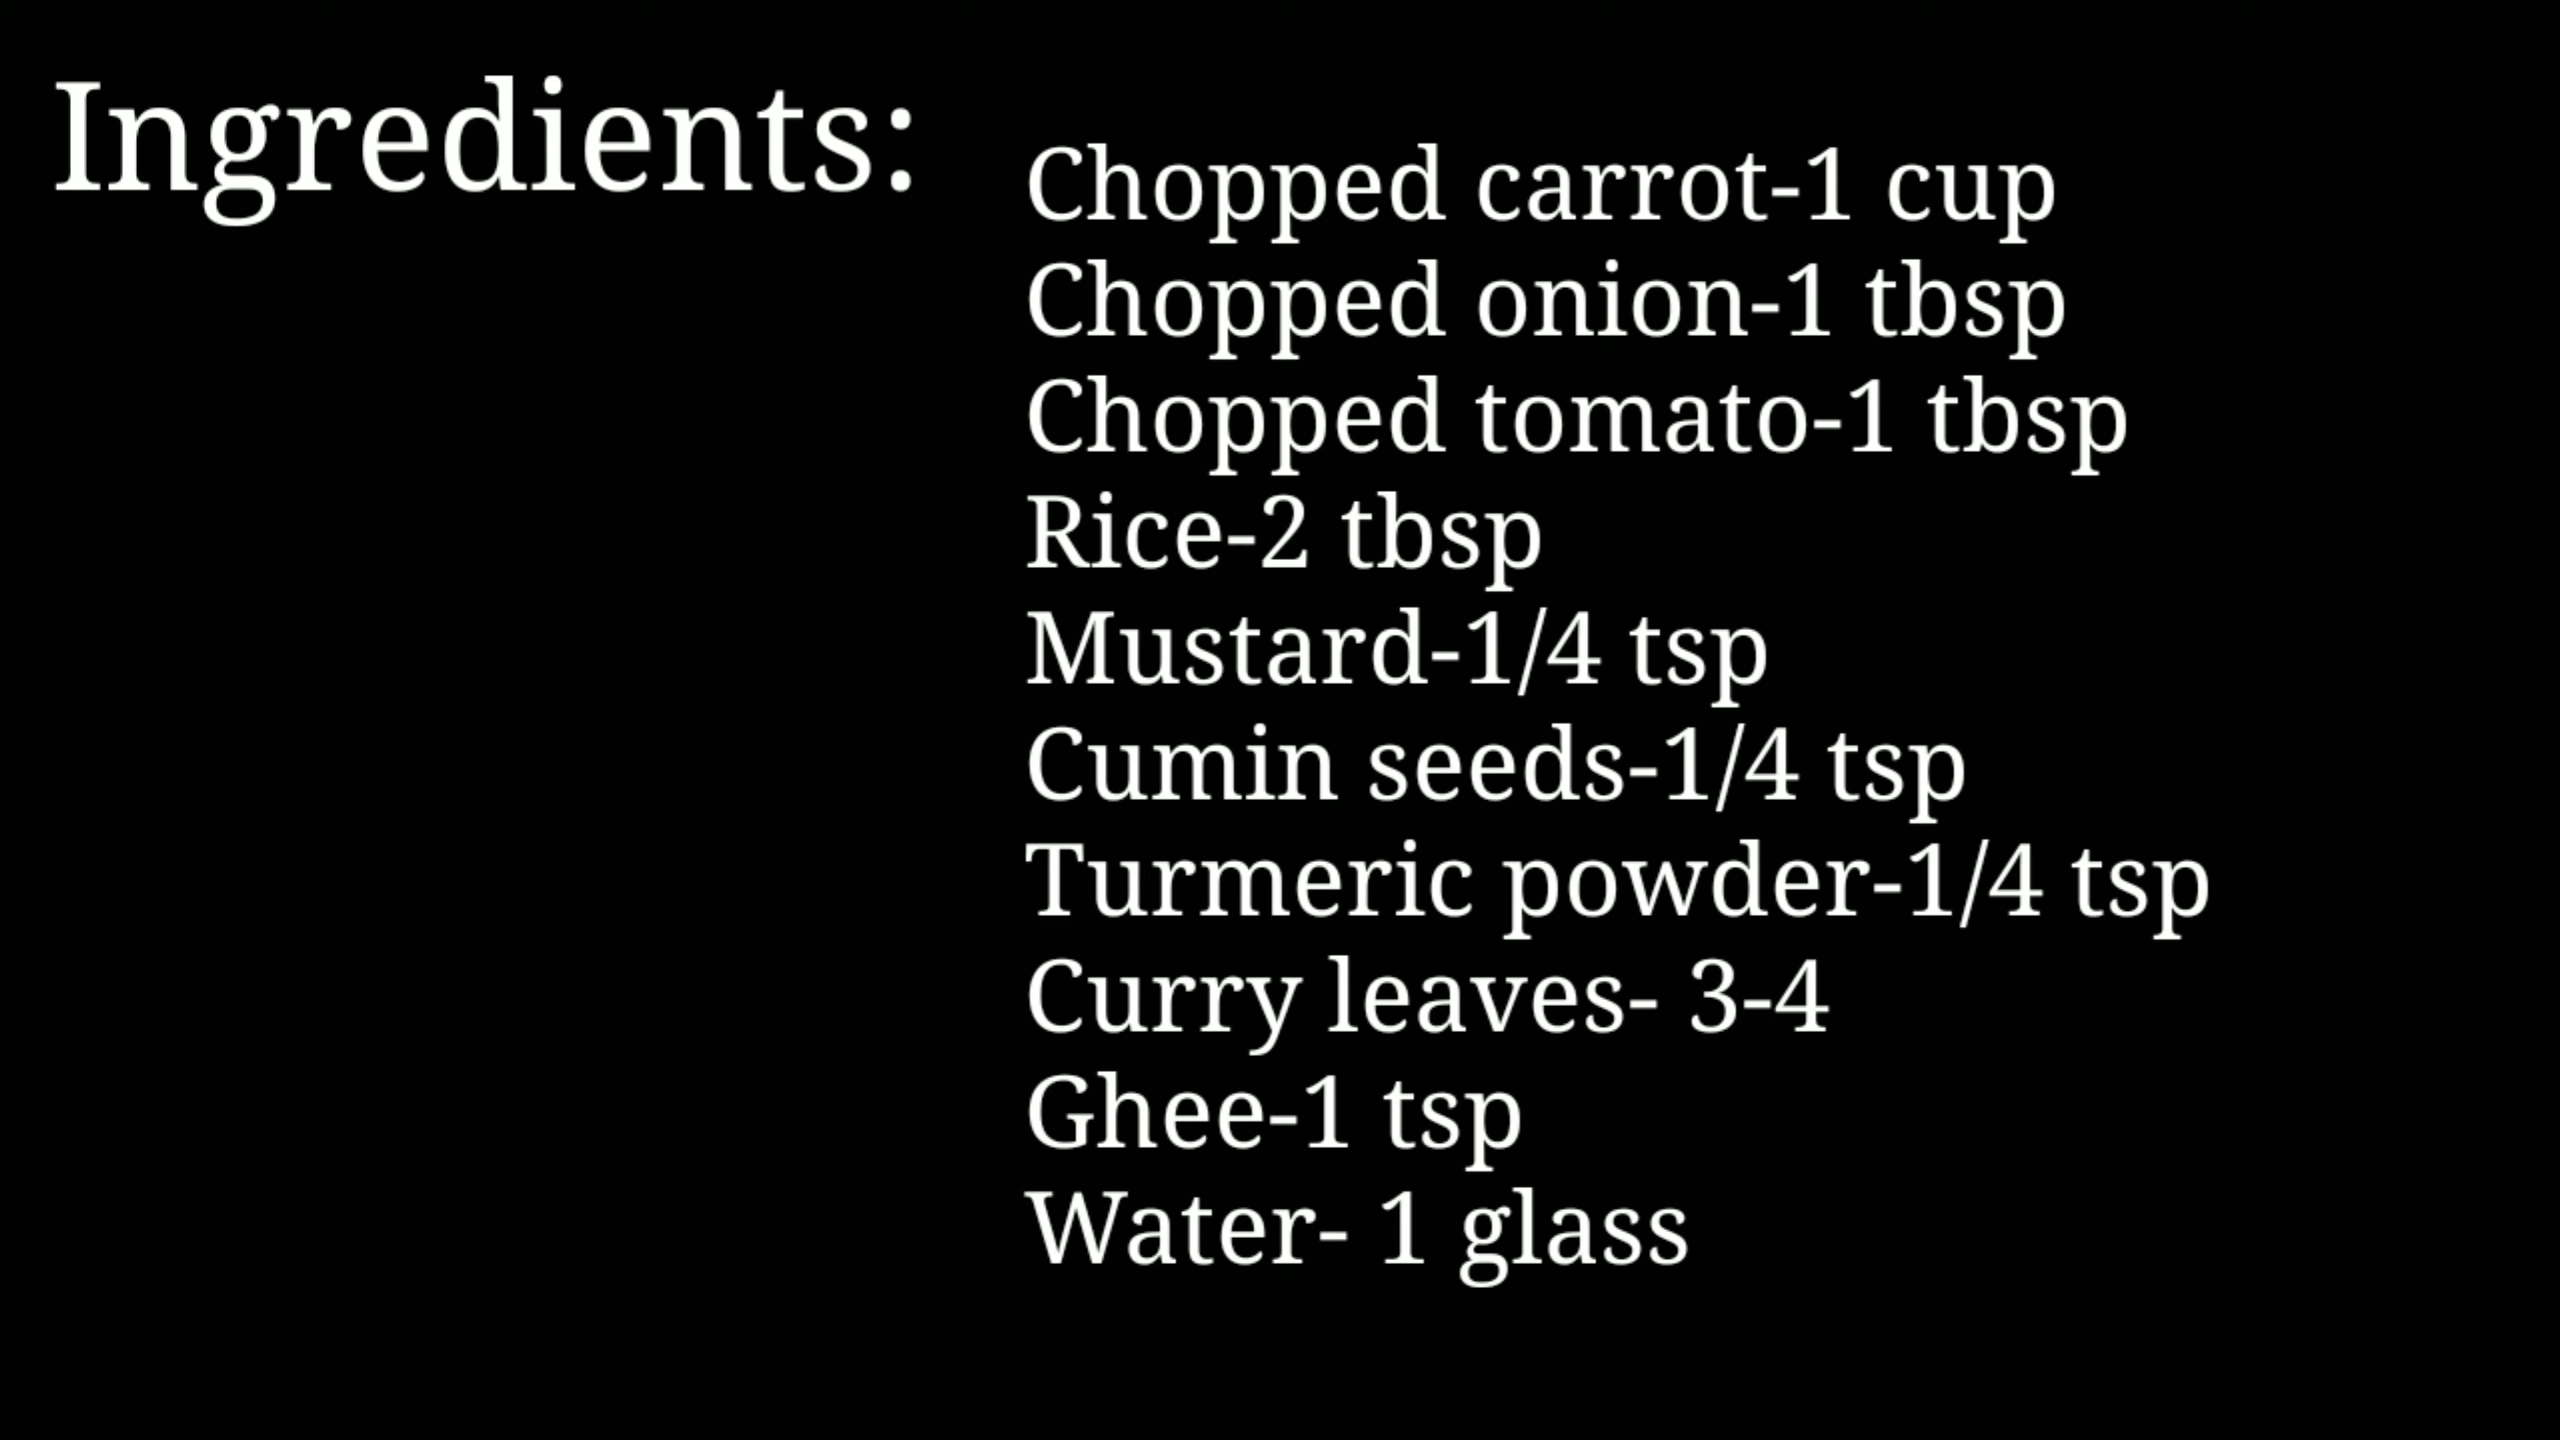 Ingredients:
Chopped carrot-1 cup
Chopped onion-1 tbsp
Chopped tomato-1 tbsp
Rice-2 tbsp
Mustard-1/4 tsp
Cumin seeds-1/4 tsp
Turmeric powder-1/4 tsp
Curry leaves- 3-4
Ghee-1 tsp
Water- 1 glass